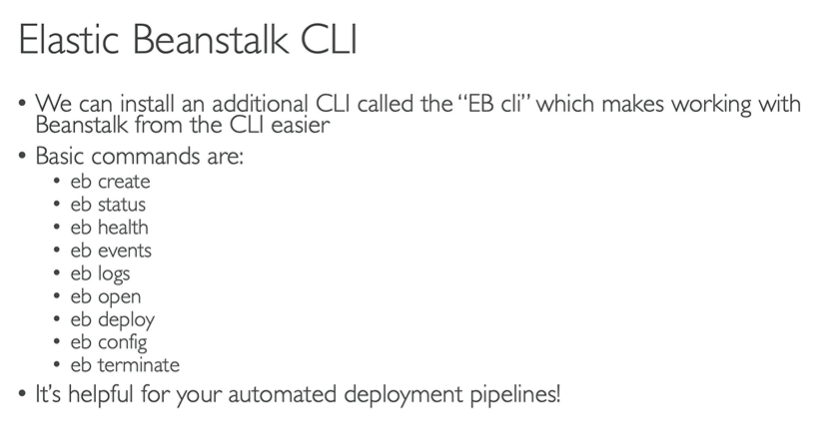 Elastic Beanstalk CLI
• We can install an additional CLI called the “EB cli” which makes working with
Beanstalk from the CLI easier
• Basic commands are:
• eb create
• eb status
• eb health
• eb events
• eb logs
• eb open
• eb deploy
• eb config
• eb terminate
• It’s helpful for your automated deployment pipelines!